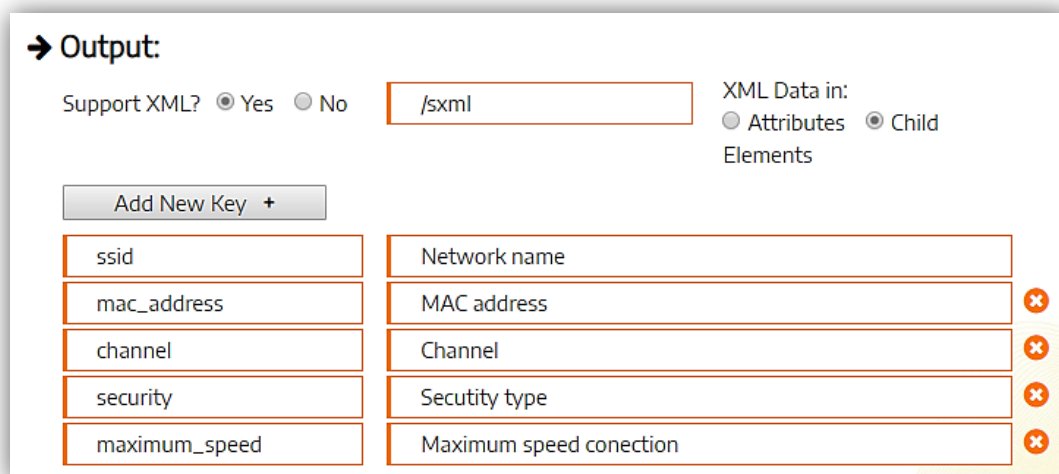 Output:
Support XML? Yes No /sxml XML Data in:
Attributes Child
Elements
Add New Key +
ssid Network name
mac_address MAC address
channel Channel
security Secutity type
maximum_speed Maximum speed conection